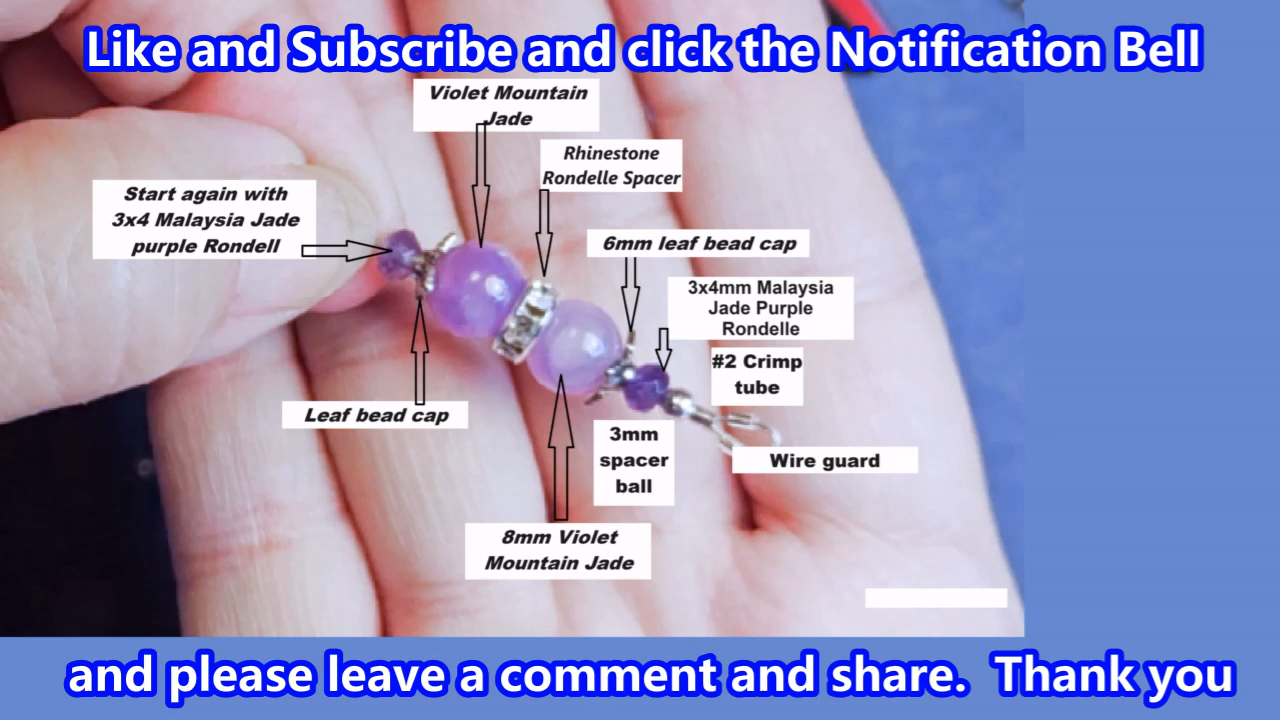 Like and Subscribe and click the Notification Bell
Violet Mountain
Jade
Rhinestone
Rondelle Spacer
Start again with
3x4 Malaysia Jade
purple Rondell
6mm leaf bead cap
3x4mm Malaysia
Jade Purple
Rondelle
#2 Crimp
tube
Leaf bead cap
3mm
spacer
ball
Wire guard
8mm Violet
Mountain Jade
and please leave a comment and share. Thank you